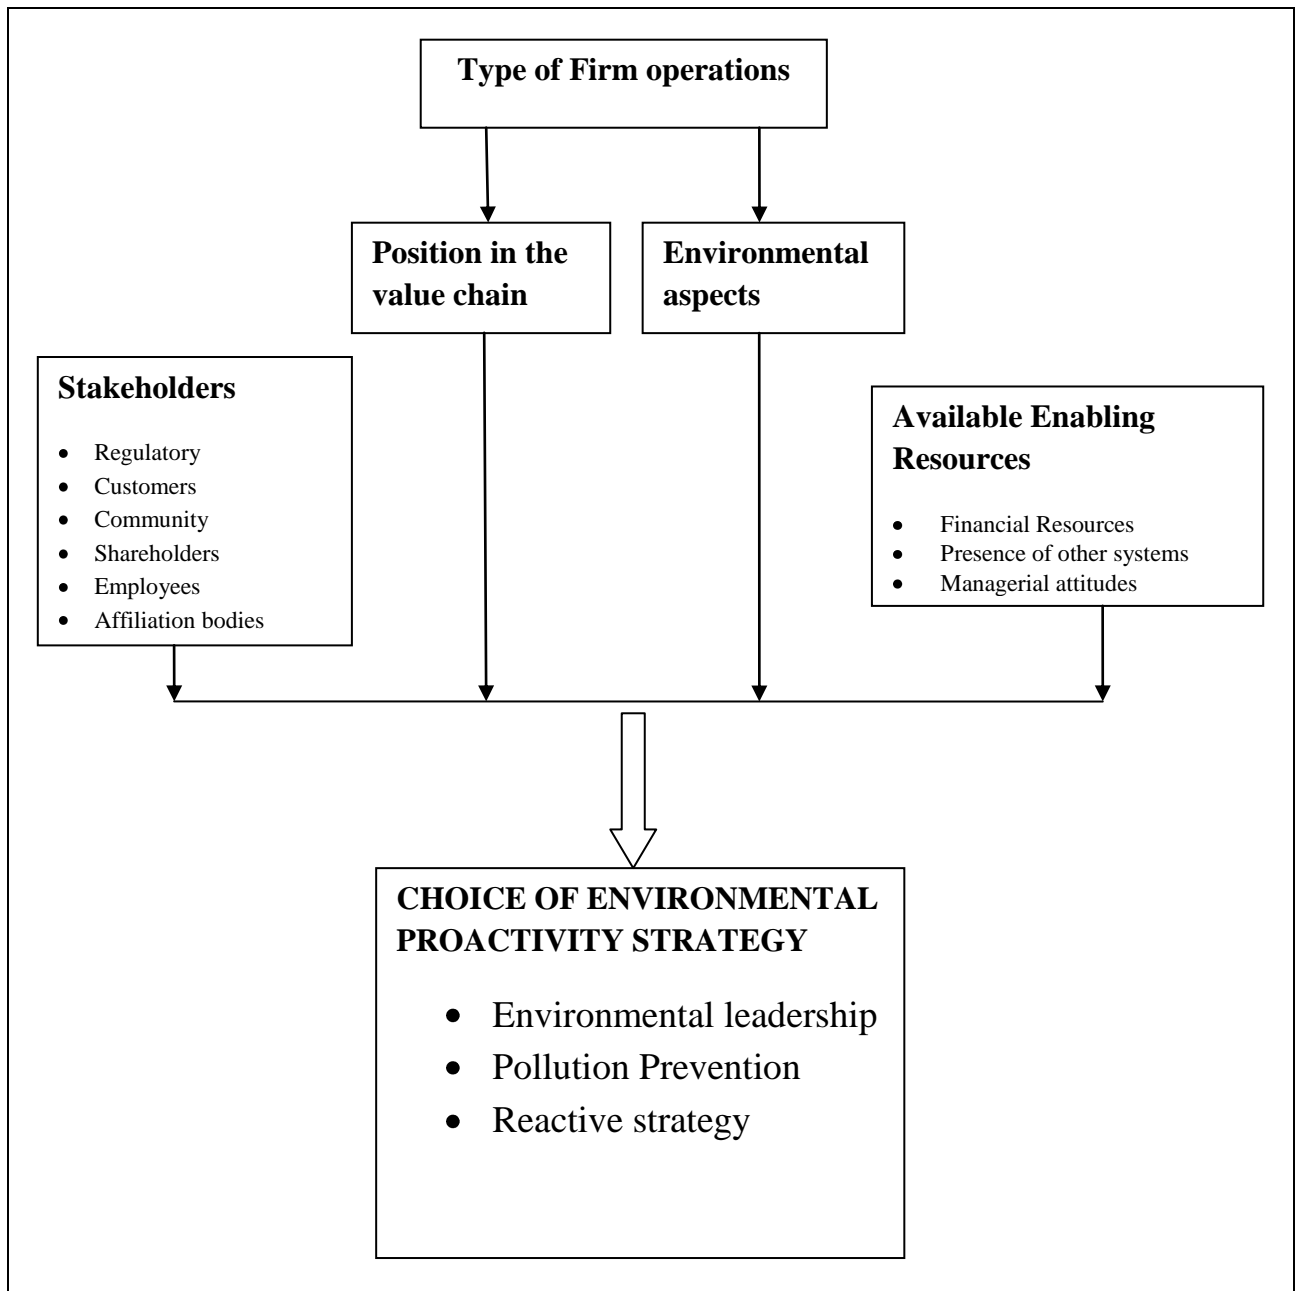 Type of Firm operations
Position in the
value chain
Environmental
aspects
Stakeholders
• Regulatory
• Customers
• Community
• Shareholders
• Employees
• Affiliation bodies
Available Enabling
Resources
• Financial Resources
• Presence of other systems
• Managerial attitudes
CHOICE OF ENVIRONMENTAL
PROACTIVITY STRATEGY
• Environmental leadership
• Pollution Prevention
• Reactive strategy